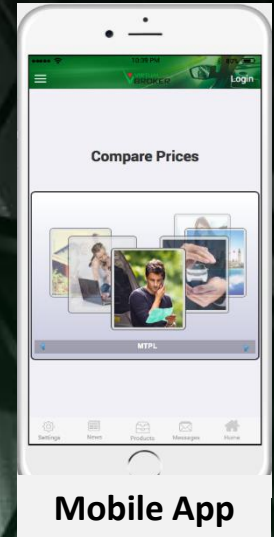 10:39 PM
BROKER
Login
Compare Prices
MTPL
Settings
News
Products
Messages
Home
Mobile App